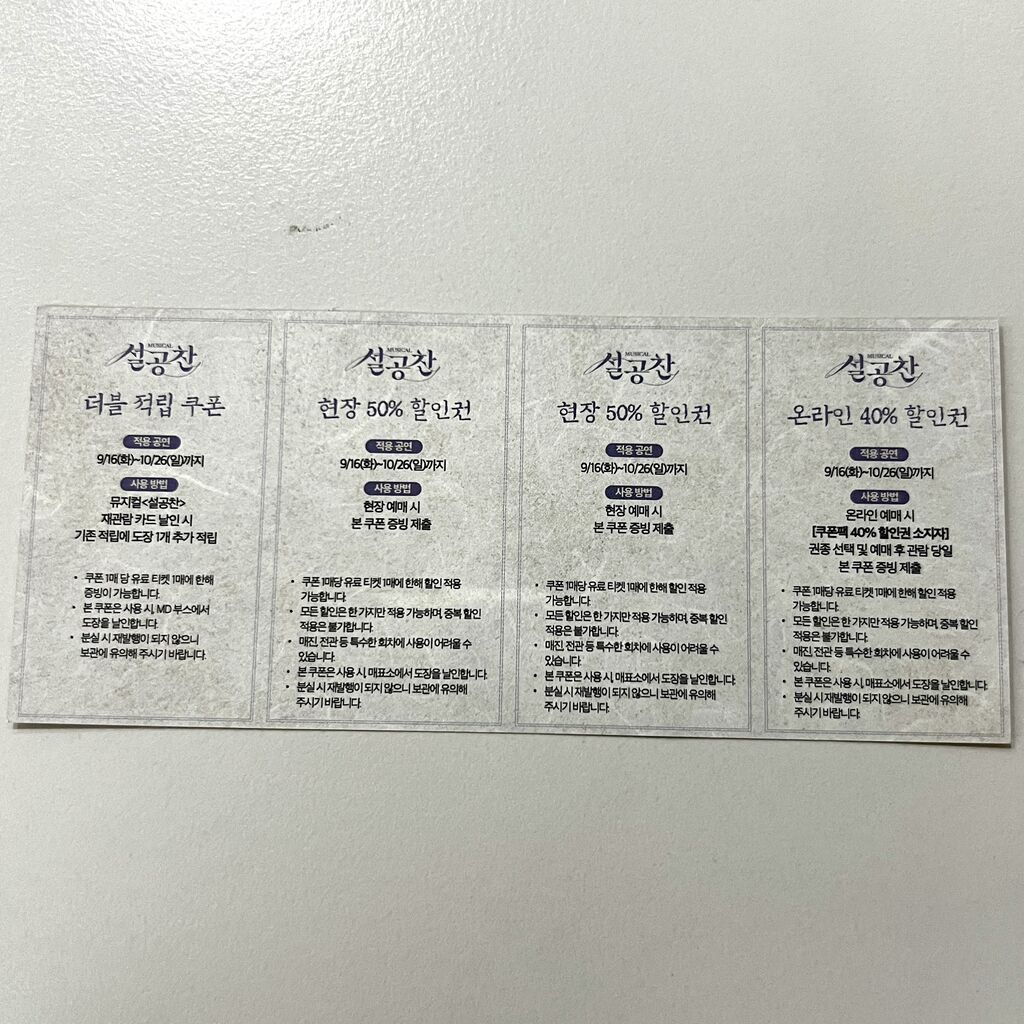 MUSICAL
설공찬
더블 적립 쿠폰
적용 공연
9/16(화)~10/26(일)까지
사용 방법
뮤지컬<설공찬>
재관람 카드 날인 시
기존 적립에 도장 1개 추가 적립
• 쿠폰 1매 당 유료 티켓 1매에 한해
증빙이 가능합니다.
• 본 쿠폰은 사용 시, MD 부스에서
도장을 날인합니다.
• 분실 시 재발행이 되지 않으니
보관에 유의해 주시기 바랍니다.
MUSICAL
설공찬
현장 50% 할인권
적용 공연
9/16(화)~10/26(일)까지
사용 방법
현장 예매 시
본 쿠폰 증빙 제출
• 쿠폰 1매당 유료 티켓 1매에 한해 할인 적용
가능합니다.
• 모든 할인은 한 가지만 적용 가능하며, 중복 할인
적용은 불가합니다.
• 매진, 전관 등 특수한 회차에 사용이 어려울 수
있습니다.
• 본 쿠폰은 사용 시, 매표소에서 도장을 날인합니다.
• 분실 시 재발행이 되지 않으니 보관에 유의해
주시기 바랍니다.
MUSICAL
설공찬
현장 50% 할인권
적용 공연
9/16(화)~10/26(일)까지
사용 방법
현장 예매 시
본 쿠폰 증빙 제출
• 쿠폰 1매당 유료 티켓 1매에 한해 할인 적용
가능합니다.
• 모든 할인은 한 가지만 적용 가능하며, 중복 할인
적용은 불가합니다.
• 매진, 전관 등 특수한 회차에 사용이 어려울 수
있습니다.
• 본 쿠폰은 사용 시, 매표소에서 도장을 날인합니다.
• 분실 시 재발행이 되지 않으니 보관에 유의해
주시기 바랍니다.
MUSICAL
설공찬
온라인 40% 할인권
적용 공연
9/16(화)~10/26(일)까지
사용 방법
온라인 예매 시
[쿠폰팩 40% 할인권 소지자]
권종 선택 및 예매 후 관람 당일
본 쿠폰 증빙 제출
• 쿠폰 1매당 유료 티켓 1매에 한해 할인 적용
가능합니다.
• 모든 할인은 한 가지만 적용 가능하며, 중복 할인
적용은 불가합니다.
• 매진, 전관 등 특수한 회차에 사용이 어려울 수
있습니다.
• 본 쿠폰은 사용 시, 매표소에서 도장을 날인합니다.
• 분실 시 재발행이 되지 않으니 보관에 유의해
주시기 바랍니다.